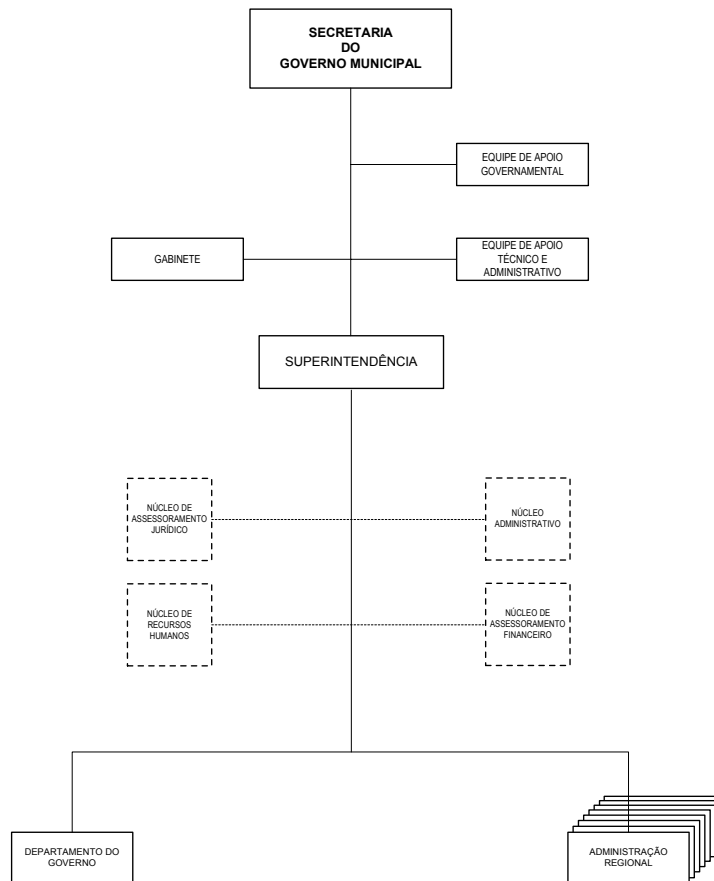 SECRETARIA
DO
GOVERNO MUNICIPAL
EQUIPE DE APOIO
GOVERNAMENTAL
GABINETE
EQUIPE DE APOIO
TÉCNICO E
ADMINISTRATIVO
SUPERINTENDÊNCIA
NÚCLEO DE
ASSESSORAMENTO
JURÍDICO
NÚCLEO
ADMINISTRATIVO
NÚCLEO DE
RECURSOS
HUMANOS
NÚCLEO DE
ASSESSORAMENTO
FINANCEIRO
DEPARTAMENTO DO
GOVERNO
ADMINISTRAÇÃO
REGIONAL